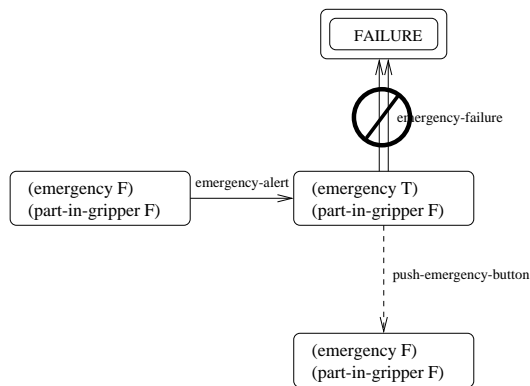 FAILURE
emergency-failure
emergency-alert
(emergency F)
(part-in-gripper F)
(emergency T)
(part-in-gripper F)
push-emergency-button
(emergency F)
(part-in-gripper F)